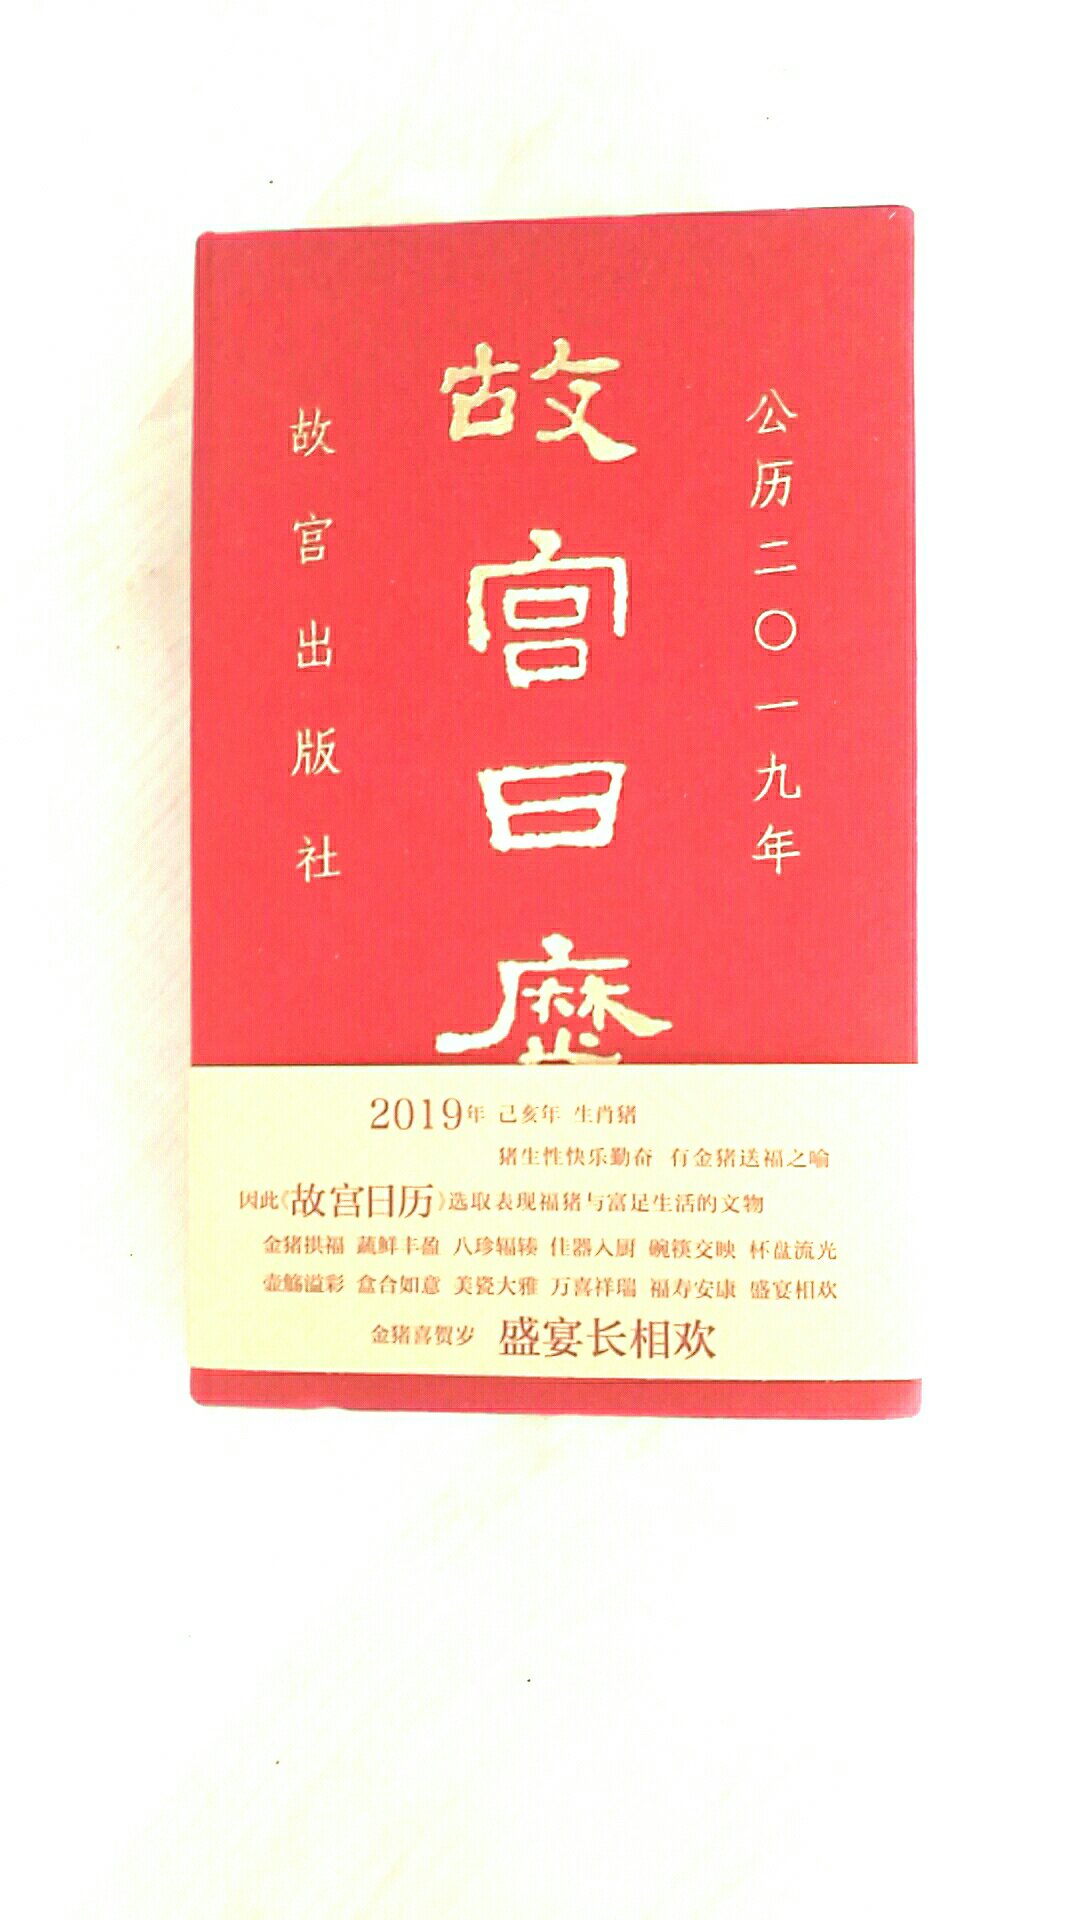 公历二〇一九年
故宫日曆
故宫出版社
2019年 己亥年 生肖猪
猪生性快乐勤奋 有金猪送福之喻
因此《故宫日历》选取表现福猪与富足生活的文物
金猪拱福 蔬鲜丰盈 八珍辐辏 佳器入厨 碗筷交映 杯盘流光
壶觞溢彩 盒合如意 美瓷大雅 万喜祥瑞 福寿安康 盛宴相欢
金猪喜贺岁 盛宴长相欢